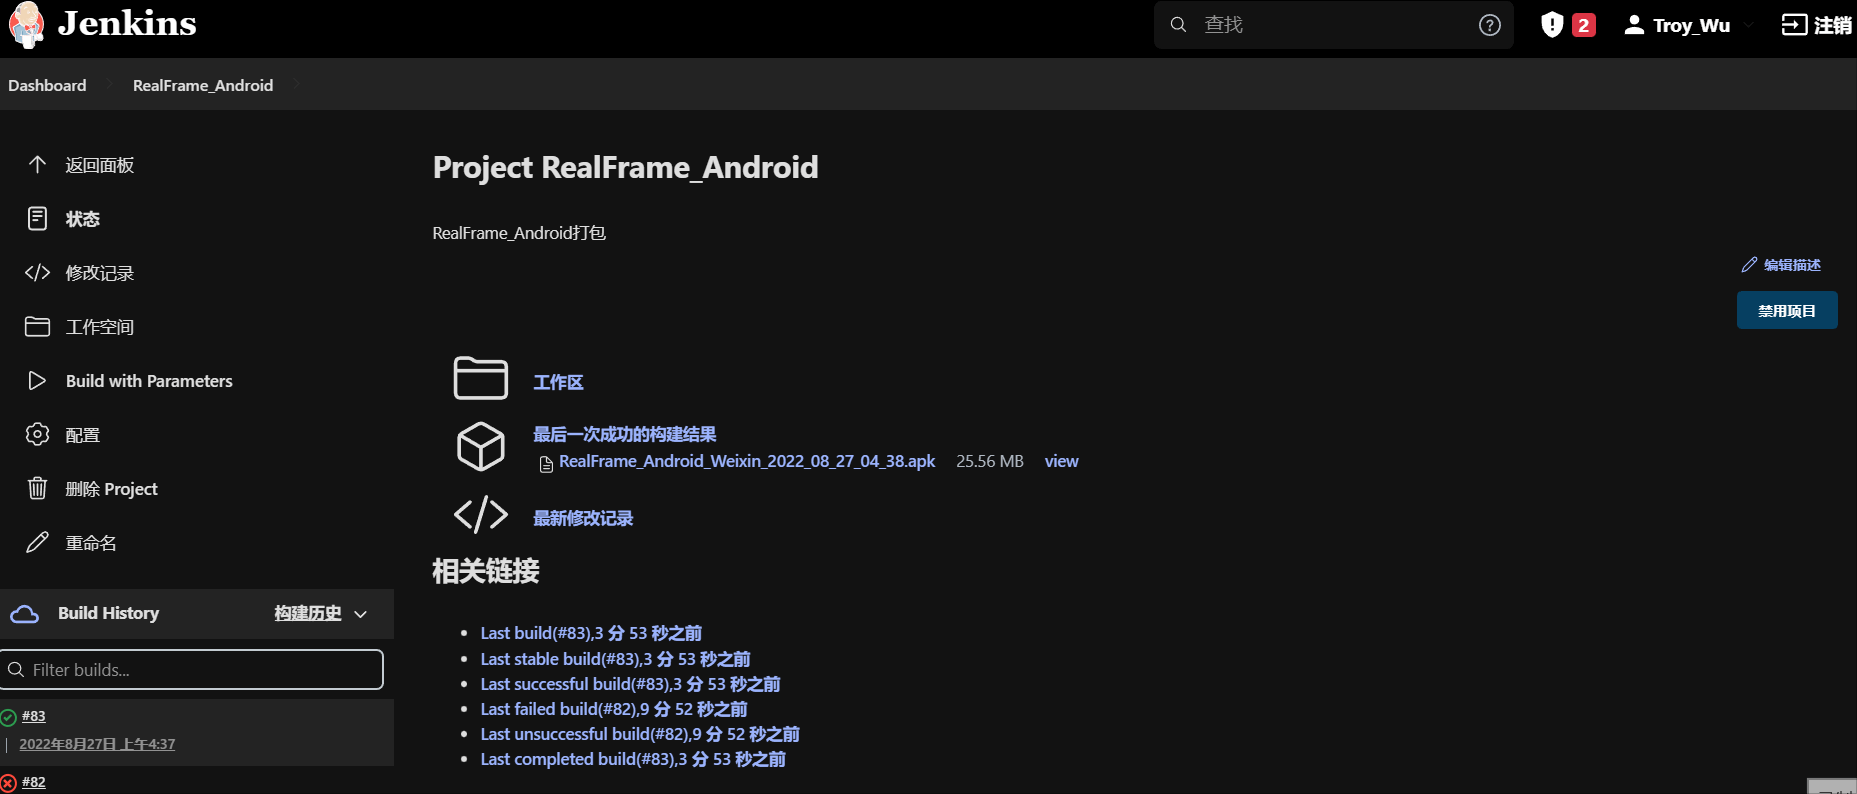 Jenkins
查找
2
Troy_Wu
注销
Dashboard
RealFrame_Android
返回面板
状态
修改记录
工作空间
Build with Parameters
配置
删除 Project
重命名
Build History
构建历史
Filter builds...
#83
2022年8月27日 上午4:37
#82
Project RealFrame_Android
RealFrame_Android打包
编辑描述
禁用项目
工作区
最后一次成功的构建结果
RealFrame_Android_Weixin_2022_08_27_04_38.apk 25.56 MB view
最新修改记录
相关链接
Last build(#83),3 分 53 秒之前
Last stable build(#83),3 分 53 秒之前
Last successful build(#83),3 分 53 秒之前
Last failed build(#82),9 分 52 秒之前
Last unsuccessful build(#82),9 分 52 秒之前
Last completed build(#83),3 分 53 秒之前